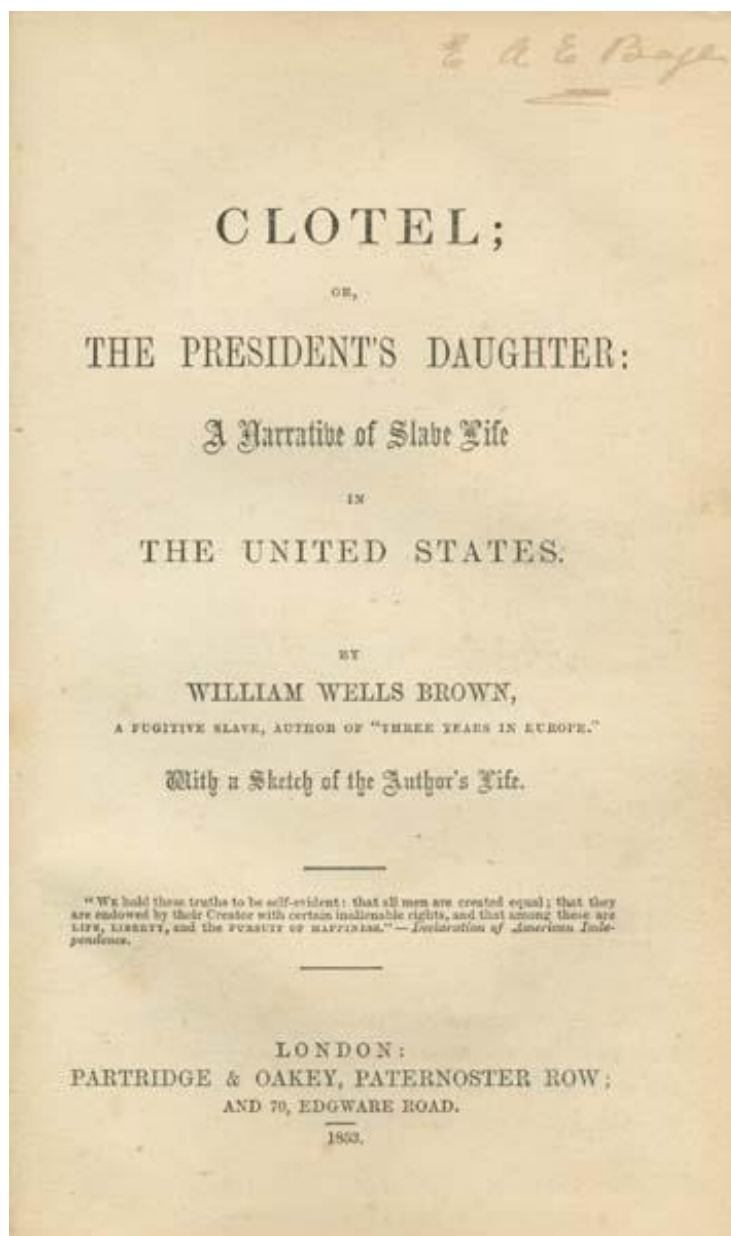 E A E
CLOTEL;
OR,
THE PRESIDENT'S DAUGHTER:
A Narrative of Slave Life
IN
THE UNITED STATES.
BY
WILLIAM WELLS BROWN,
A FUGITIVE SLAVE, AUTHOR OF "THREE YEARS IN EUROPE."
With a Sketch of the Author's Life.
"WE hold these truths to be self-evident: that all men are created equal; that they
are endowed by their Creator with certain inalienable rights, and that among these are
LIFE, LIBERTY, and the PURSUIT OF HAPPINESS."—Declaration of American Inde-
pendence.
LONDON:
PARTRIDGE & OAKEY, PATERNOSTER ROW;
AND 70, EDGWARE ROAD.
1853.